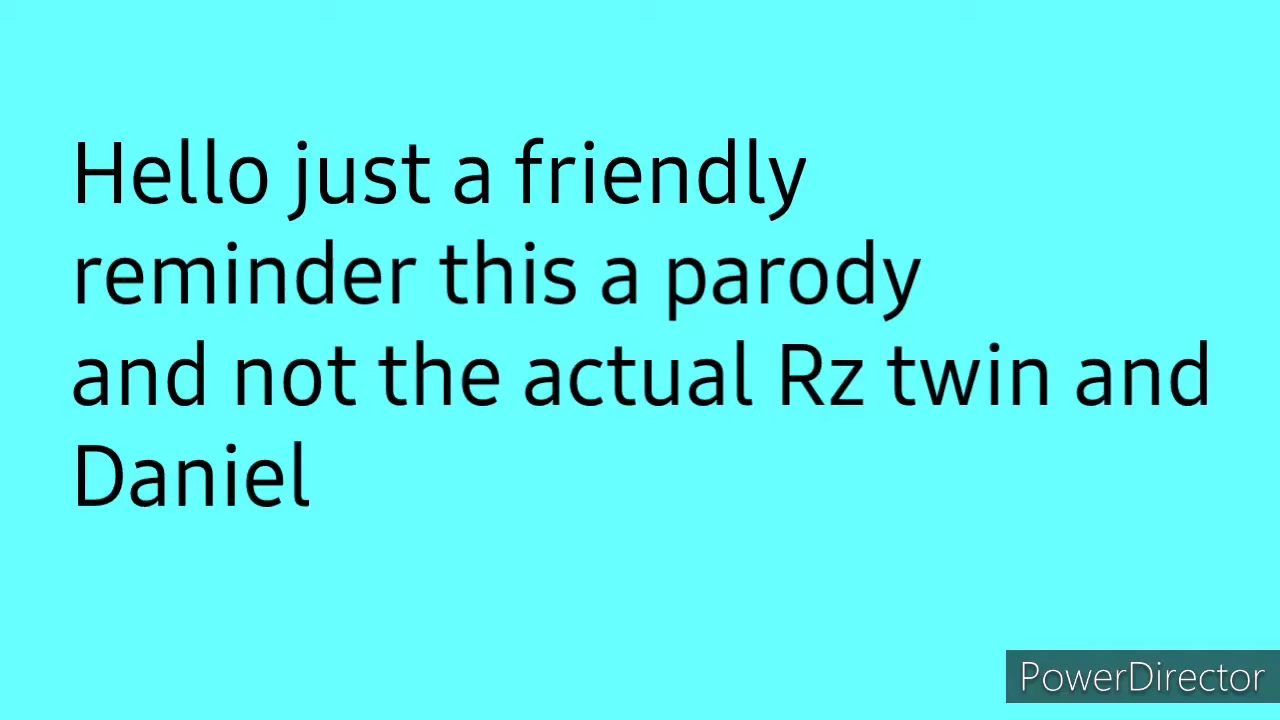 Hello just a friendly
reminder this a parody
and not the actual Rz twin and
Daniel
PowerDirector